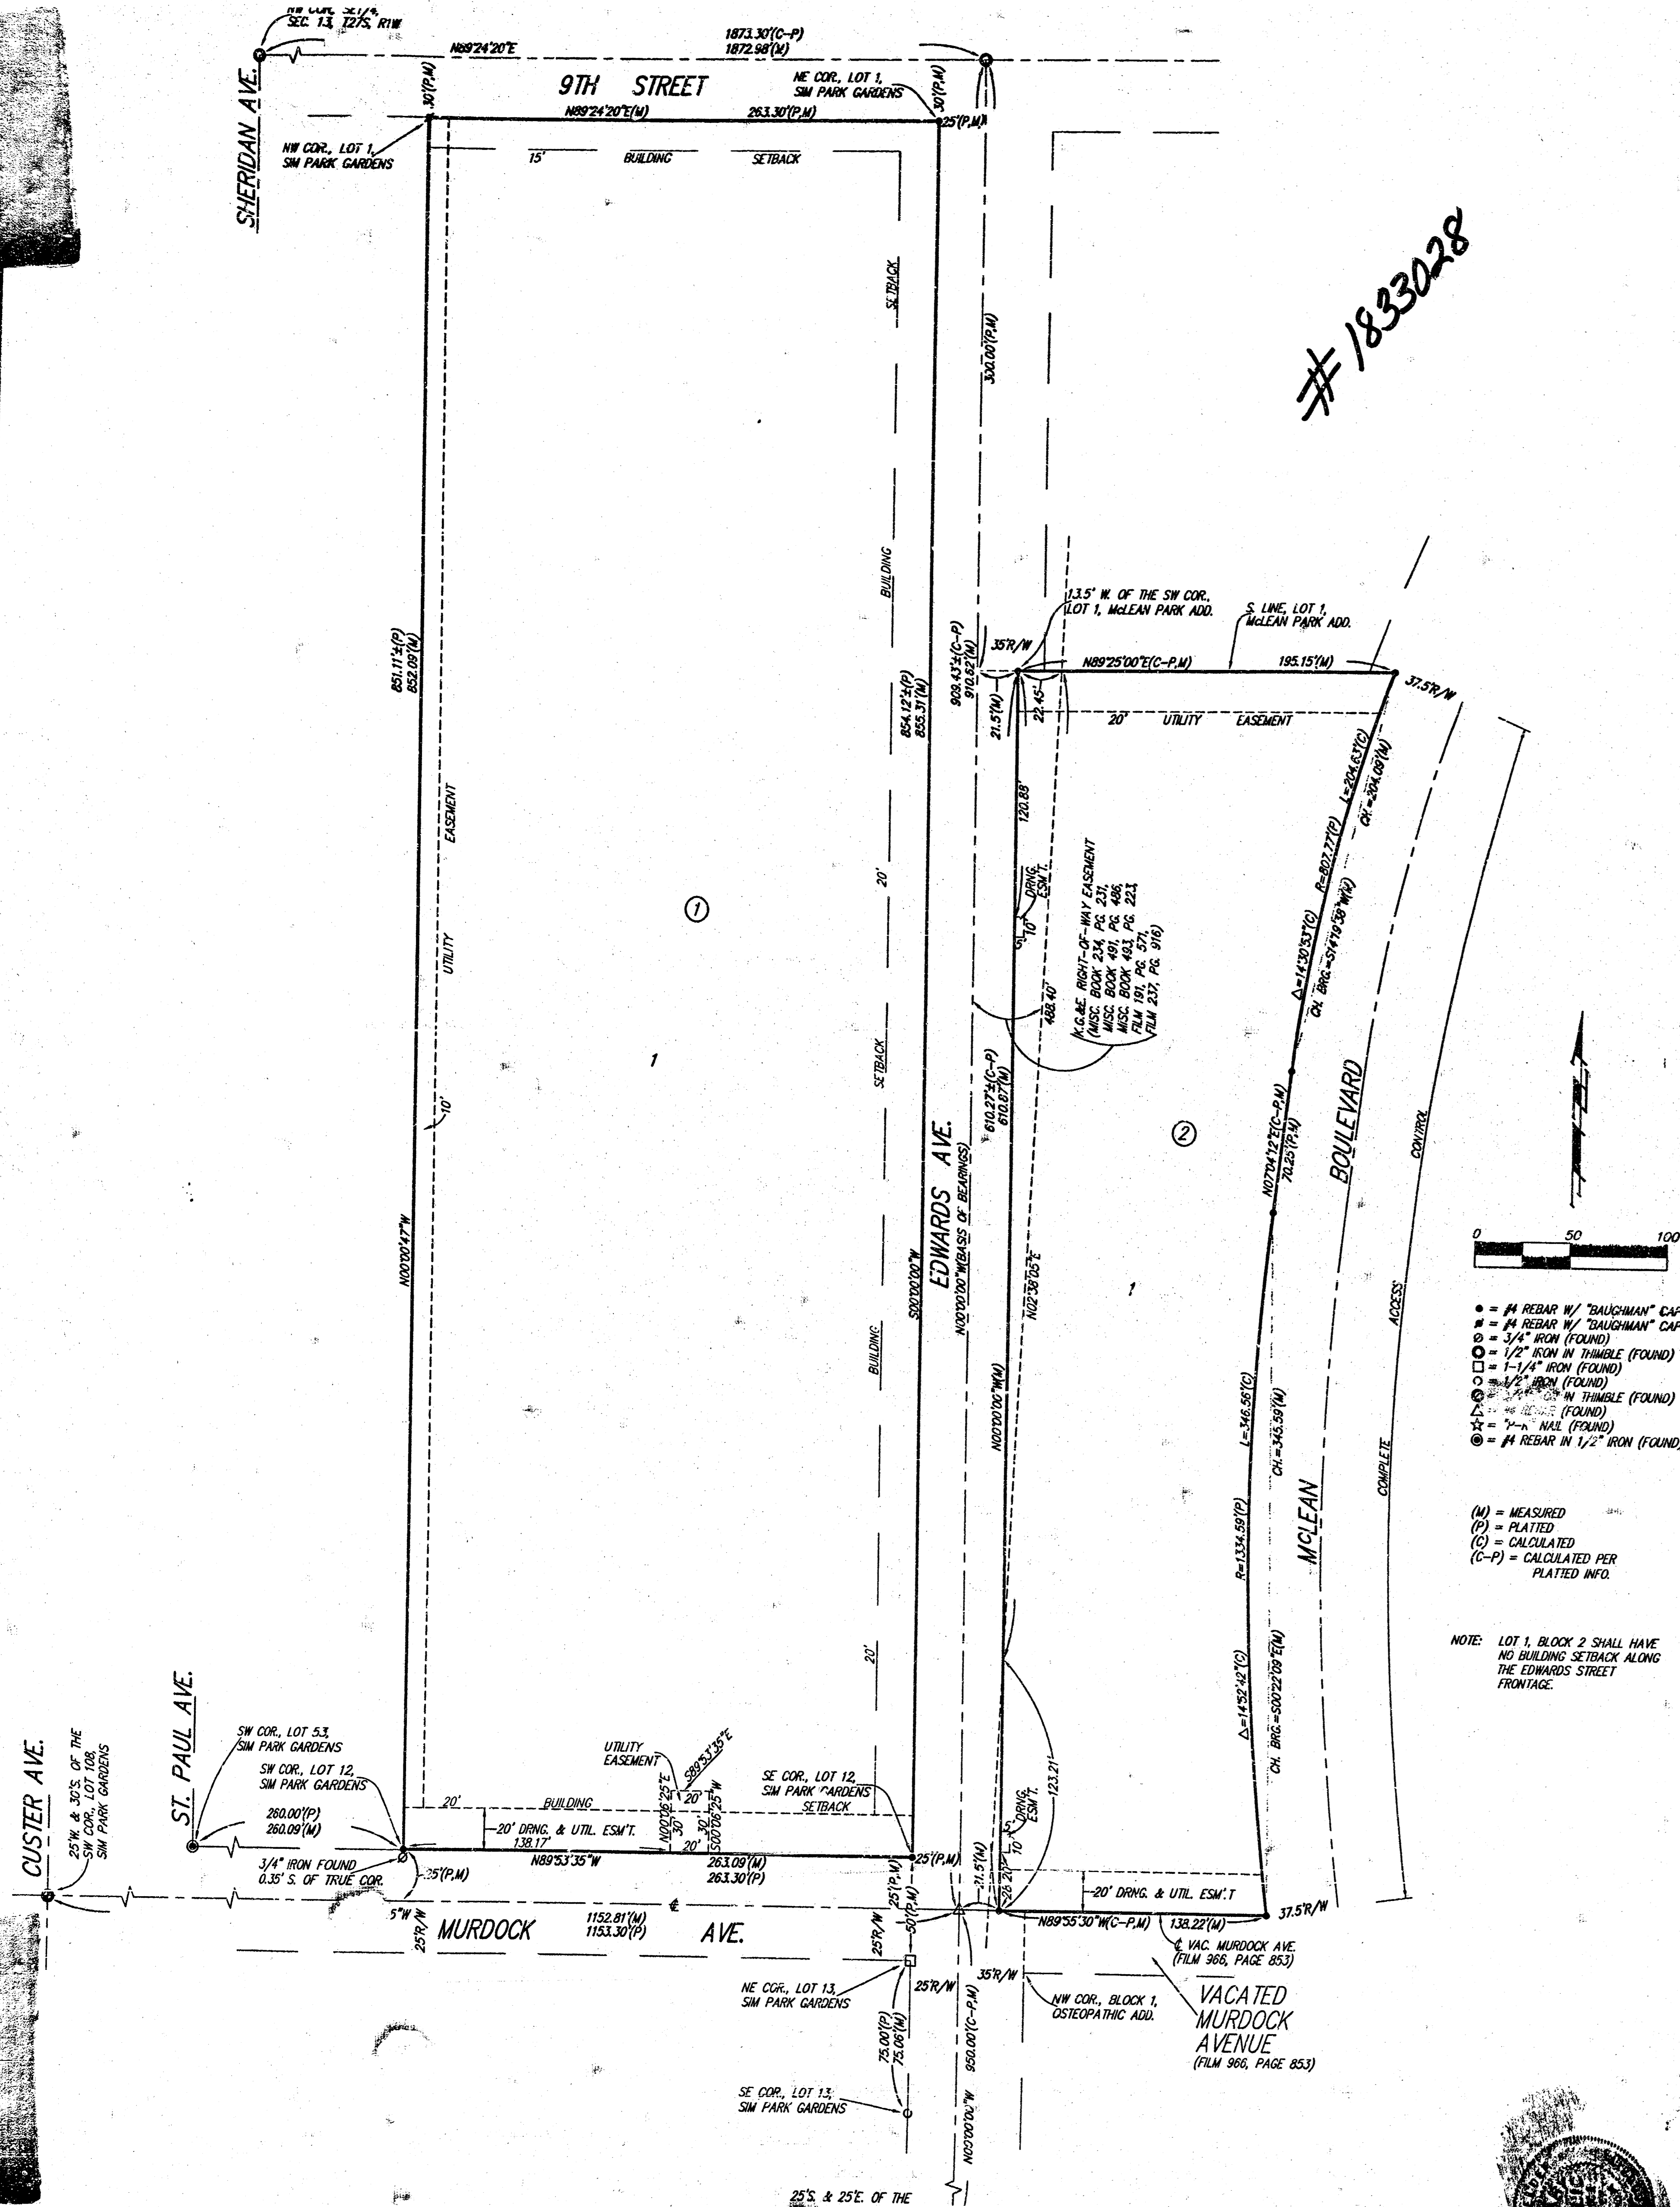 NW COR., SE1/4,
SEC. 13, T27S, R1W
SHERIDAN AVE.
N89°24'20"E
1873.30'(C-P)
1872.98'(M)
9TH STREET
30'(P,M)
NE COR., LOT 1,
SIM PARK GARDENS
30'(P,M)
N89°24'20"E(M)
263.30'(P,M)
25'(P,M)
NW COR., LOT 1,
SIM PARK GARDENS
15' BUILDING SETBACK
SETBACK
# 1833028
300.00'(P,M)
BUILDING
13.5' W. OF THE SW COR.,
LOT 1, McLEAN PARK ADD.
S. LINE, LOT 1,
McLEAN PARK ADD.
35'R/W
N89°25'00"E(C-P,M)
195.15'(M)
37.5'R/W
851.11'±(P)
852.09'(M)
854.12'±(P)
855.31'(M)
909.43'±(C-P)
910.62'(M)
21.5'(M)
22.45'
20' UTILITY EASEMENT
EASEMENT
UTILITY
10'
120.88'
DRNG.
ESM'T.
5'
10'
20'
SETBACK
1
1
K.G.&E. RIGHT-OF-WAY EASEMENT
(MISC. BOOK 234, PG. 231,
MISC. BOOK 491, PG. 486,
MISC. BOOK 493, PG. 223,
FILM 191, PG. 571,
FILM 237, PG. 916)
488.40'
L=204.63'(C)
CH.=204.09'(M)
R=807.77'(P)
Δ=14°30'53"(C)
CH. BRG.=S14°19'38"W(M)
610.27'±(C-P)
610.87'(M)
2
1
N07°04'12"E(C-P,M)
70.25'(P,M)
BOULEVARD
CONTROL
N00°00'47"W
S00°00'00"W
EDWARDS AVE.
N00°00'00"W(BASIS OF BEARINGS)
N02°38'05"E
BUILDING
0 50 100
● = #4 REBAR W/ "BAUGHMAN" CAP
= #4 REBAR W/ "BAUGHMAN" CAP
= 3/4" IRON (FOUND)
= 1/2" IRON IN THIMBLE (FOUND)
□ = 1-1/4" IRON (FOUND)
= 1/2" IRON (FOUND)
IN THIMBLE (FOUND)
△ = (FOUND)
☆ = "P-K" NAIL (FOUND)
= #4 REBAR IN 1/2" IRON (FOUND)
ACCESS
COMPLETE
N00°00'00"W(M)
L=346.56'(C)
CH.=345.59'(M)
R=1334.59'(P)
Δ=14°52'42"(C)
CH. BRG.=S00°22'09"E(M)
MCLEAN
(M) = MEASURED
(P) = PLATTED
(C) = CALCULATED
(C-P) = CALCULATED PER
PLATTED INFO.
NOTE: LOT 1, BLOCK 2 SHALL HAVE
NO BUILDING SETBACK ALONG
THE EDWARDS STREET
FRONTAGE.
20'
CUSTER AVE.
25'W. & 30'S. OF THE
SW COR., LOT 108,
SIM PARK GARDENS
ST. PAUL AVE.
SW COR., LOT 53,
SIM PARK GARDENS
SW COR., LOT 12,
SIM PARK GARDENS
260.00'(P)
260.09'(M)
3/4" IRON FOUND
0.35' S. OF TRUE COR.
UTILITY
EASEMENT
S89°53'35"E
N00°06'25"E
30'
20'
S00°06'25"W
30'
20'
SE COR., LOT 12,
SIM PARK GARDENS
20' BUILDING SETBACK
20' DRNG. & UTIL. ESM'T.
138.17'
N89°53'35"W
263.09'(M)
263.30'(P)
25'(P,M)
25'(P,M)
25'(P,M)
50'(P,M)
123.21'
5'
DRNG.
ESM'T.
10'
21.5'(M)
20'
20' DRNG. & UTIL. ESM'T
37.5'R/W
N89°55'30"W(C-P,M)
138.22'(M)
5"W
25'R/W
MURDOCK AVE.
1152.81'(M)
1153.30'(P)
25'R/W
℄ VAC. MURDOCK AVE.
(FILM 966, PAGE 853)
NE COR., LOT 13,
SIM PARK GARDENS
25'R/W
35'R/W
NW COR., BLOCK 1,
OSTEOPATHIC ADD.
VACATED
MURDOCK
AVENUE
(FILM 966, PAGE 853)
75.00'(P)
75.06'(M)
N00°00'00"W 950.00'(C-P,M)
SE COR., LOT 13,
SIM PARK GARDENS
25'S. & 25'E. OF THE